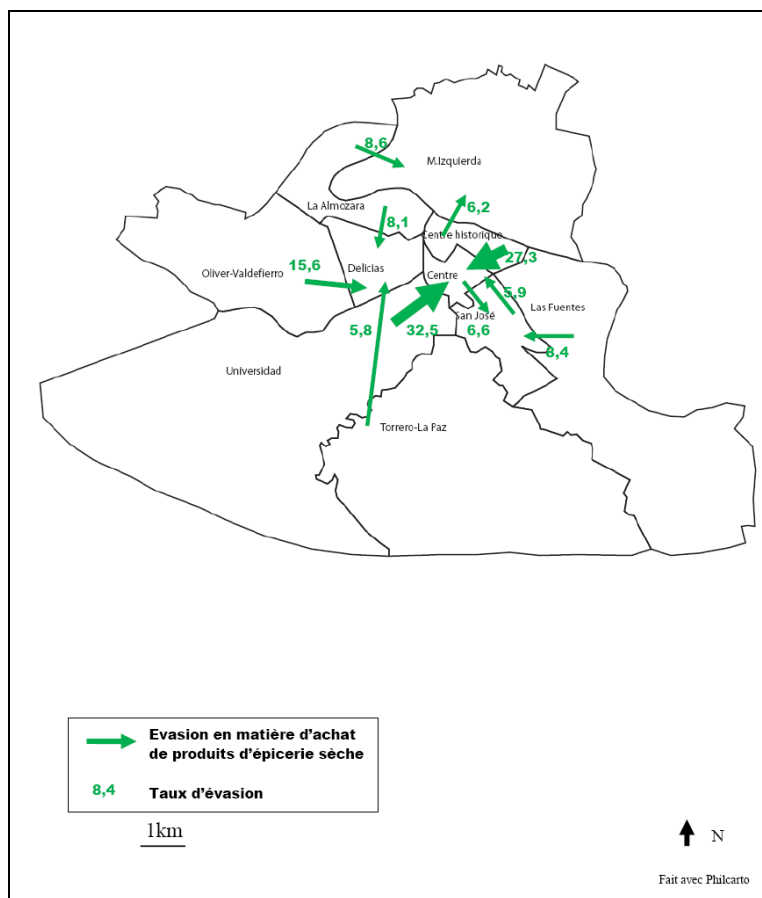 8,6
M.Izquierda
La Almozara
6,2
8,1
Centre historique
Oliver-Valdefierro
15,6
Delicias
Centre
27,3
5,9
Las Fuentes
San José
5,8
32,5
6,6
8,4
Universidad
Torrero-La Paz
Evasion en matière d'achat
de produits d'épicerie sèche
8,4
Taux d'évasion
1km
N
Fait avec Philcarto